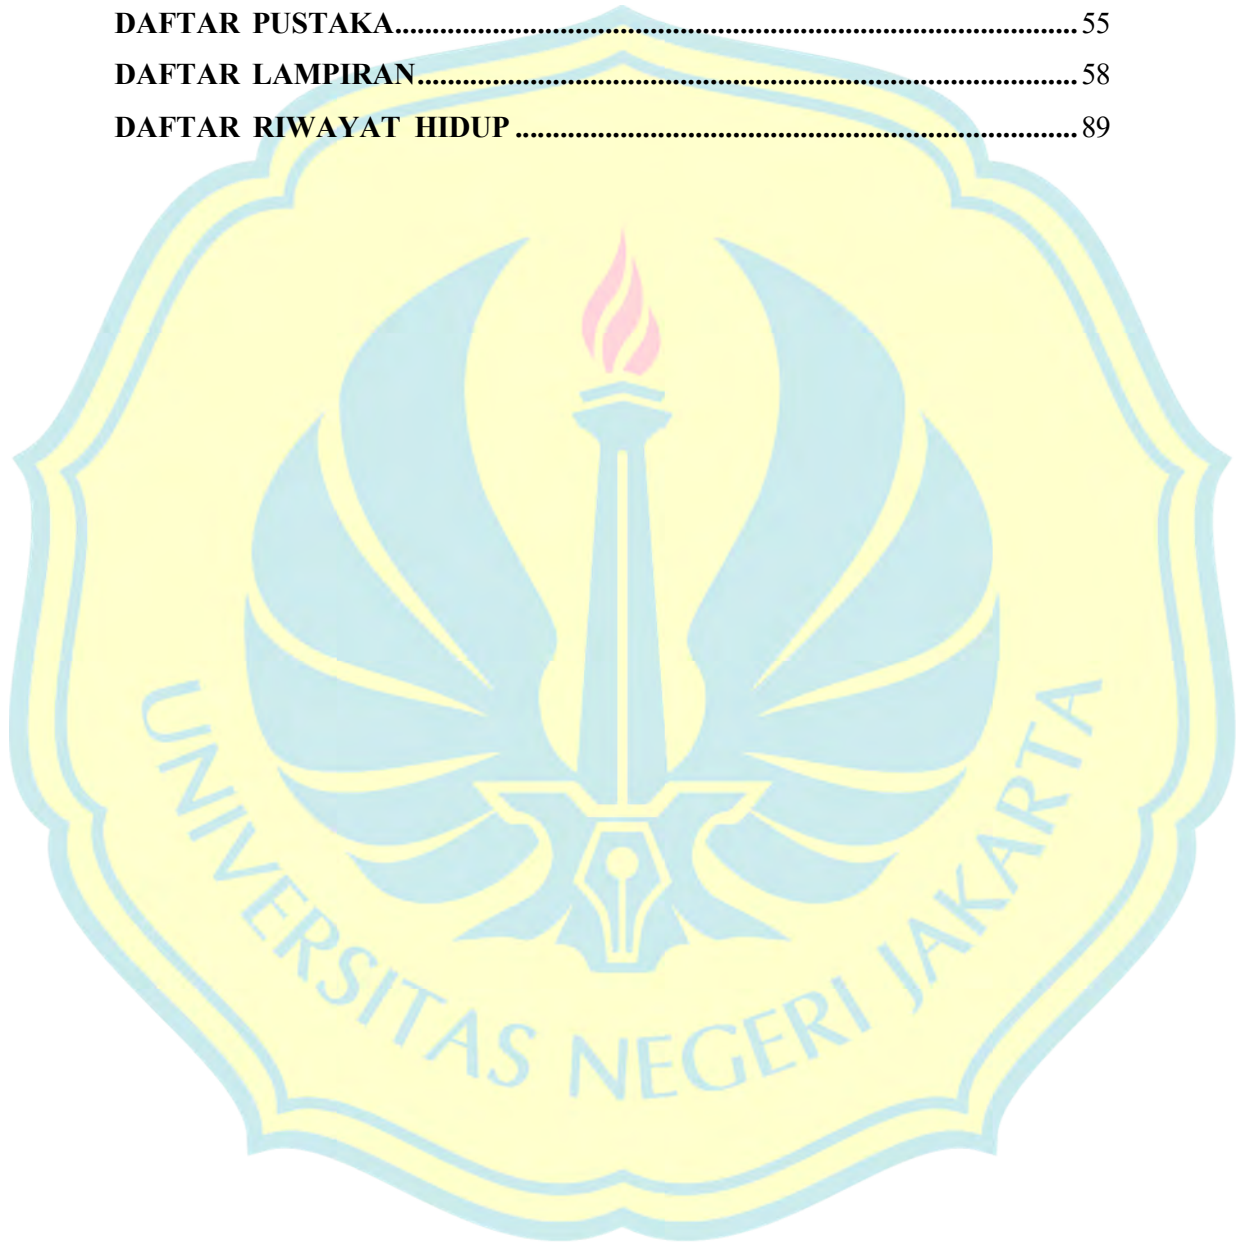 DAFTAR PUSTAKA.......................................................................................... 55
DAFTAR LAMPIRAN....................................................................................... 58
DAFTAR RIWAYAT HIDUP .......................................................................... 89
UNIVERSITAS NEGERI JAKARTA